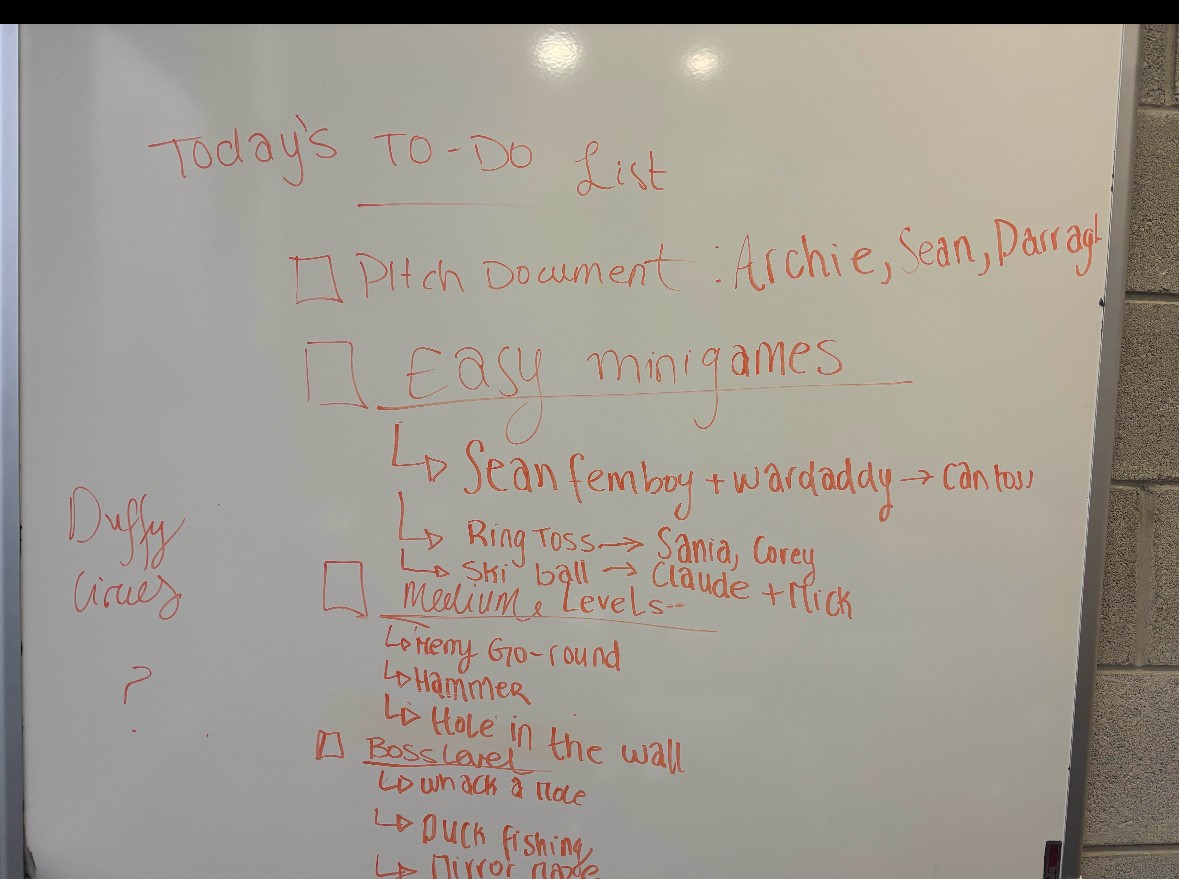 Today's TO-DO List
Pitch Document : Archie, Sean, Darragh
Easy minigames
Sean femboy + wardaddy → can toss
Ring Toss → Sania, Corey
Ski ball → Claude + Mick
Medium Levels--
Merry Go-round
Hammer
Hole in the wall
Boss Level
Whack a mole
Duck fishing
Mirror maze
Duffy
?